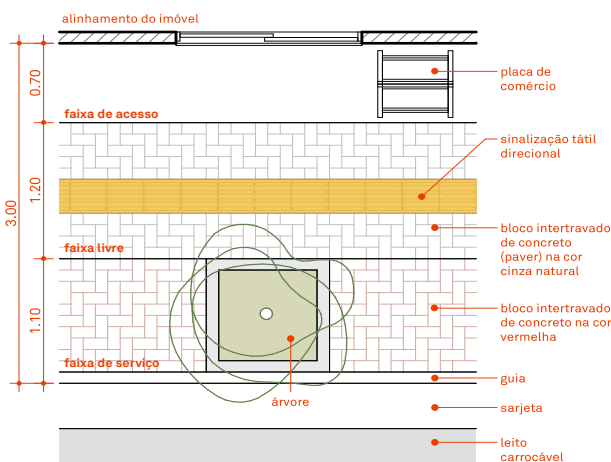 alinhamento do imóvel
placa de
comércio
0.70
faixa de acesso
sinalização tátil
direcional
1.20
3.00
bloco intertravado
de concreto
(paver) na cor
cinza natural
faixa livre
bloco intertravado
de concreto na cor
vermelha
1.10
faixa de serviço
guia
árvore
sarjeta
leito
carrocável